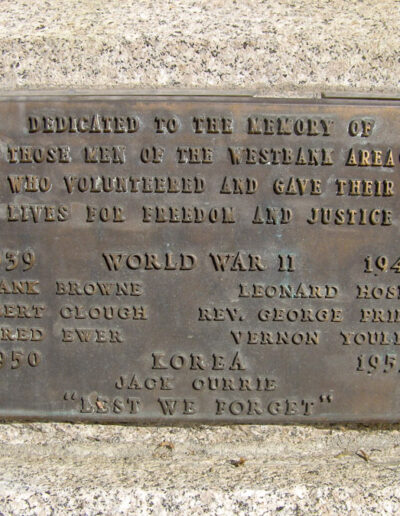 DEDICATED TO THE MEMORY OF
THOSE MEN OF THE WESTBANK AREA
WHO VOLUNTEERED AND GAVE THEIR
LIVES FOR FREEDOM AND JUSTICE
WORLD WAR II
BROWNE LEONARD
CLOUGH REV. GEORGE
EWER VERNON
1950 KOREA
JACK CURRIE
"LEST WE FORGET"